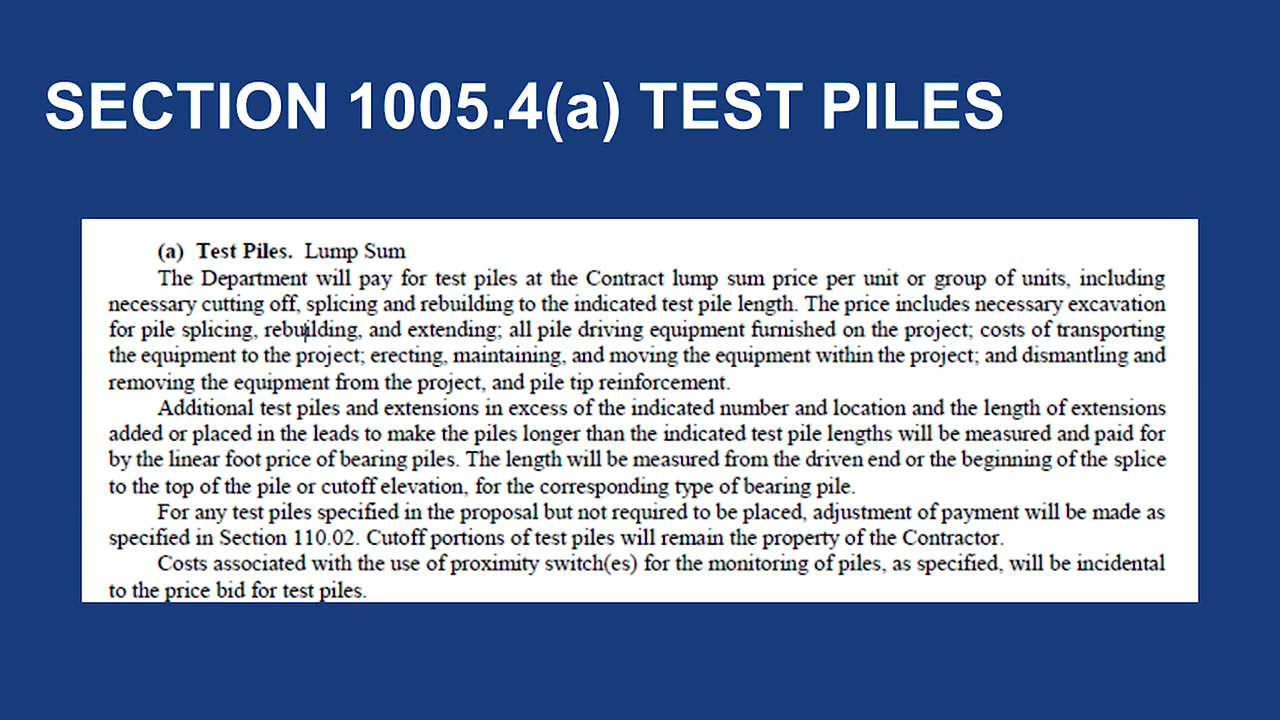 SECTION 1005.4(a) TEST PILES
(a) Test Piles. Lump Sum
The Department will pay for test piles at the Contract lump sum price per unit or group of units, including
necessary cutting off, splicing and rebuilding to the indicated test pile length. The price includes necessary excavation
for pile splicing, rebuilding, and extending; all pile driving equipment furnished on the project; costs of transporting
the equipment to the project; erecting, maintaining, and moving the equipment within the project; and dismantling and
removing the equipment from the project, and pile tip reinforcement.
Additional test piles and extensions in excess of the indicated number and location and the length of extensions
added or placed in the leads to make the piles longer than the indicated test pile lengths will be measured and paid for
by the linear foot price of bearing piles. The length will be measured from the driven end or the beginning of the splice
to the top of the pile or cutoff elevation, for the corresponding type of bearing pile.
For any test piles specified in the proposal but not required to be placed, adjustment of payment will be made as
specified in Section 110.02. Cutoff portions of test piles will remain the property of the Contractor.
Costs associated with the use of proximity switch(es) for the monitoring of piles, as specified, will be incidental
to the price bid for test piles.